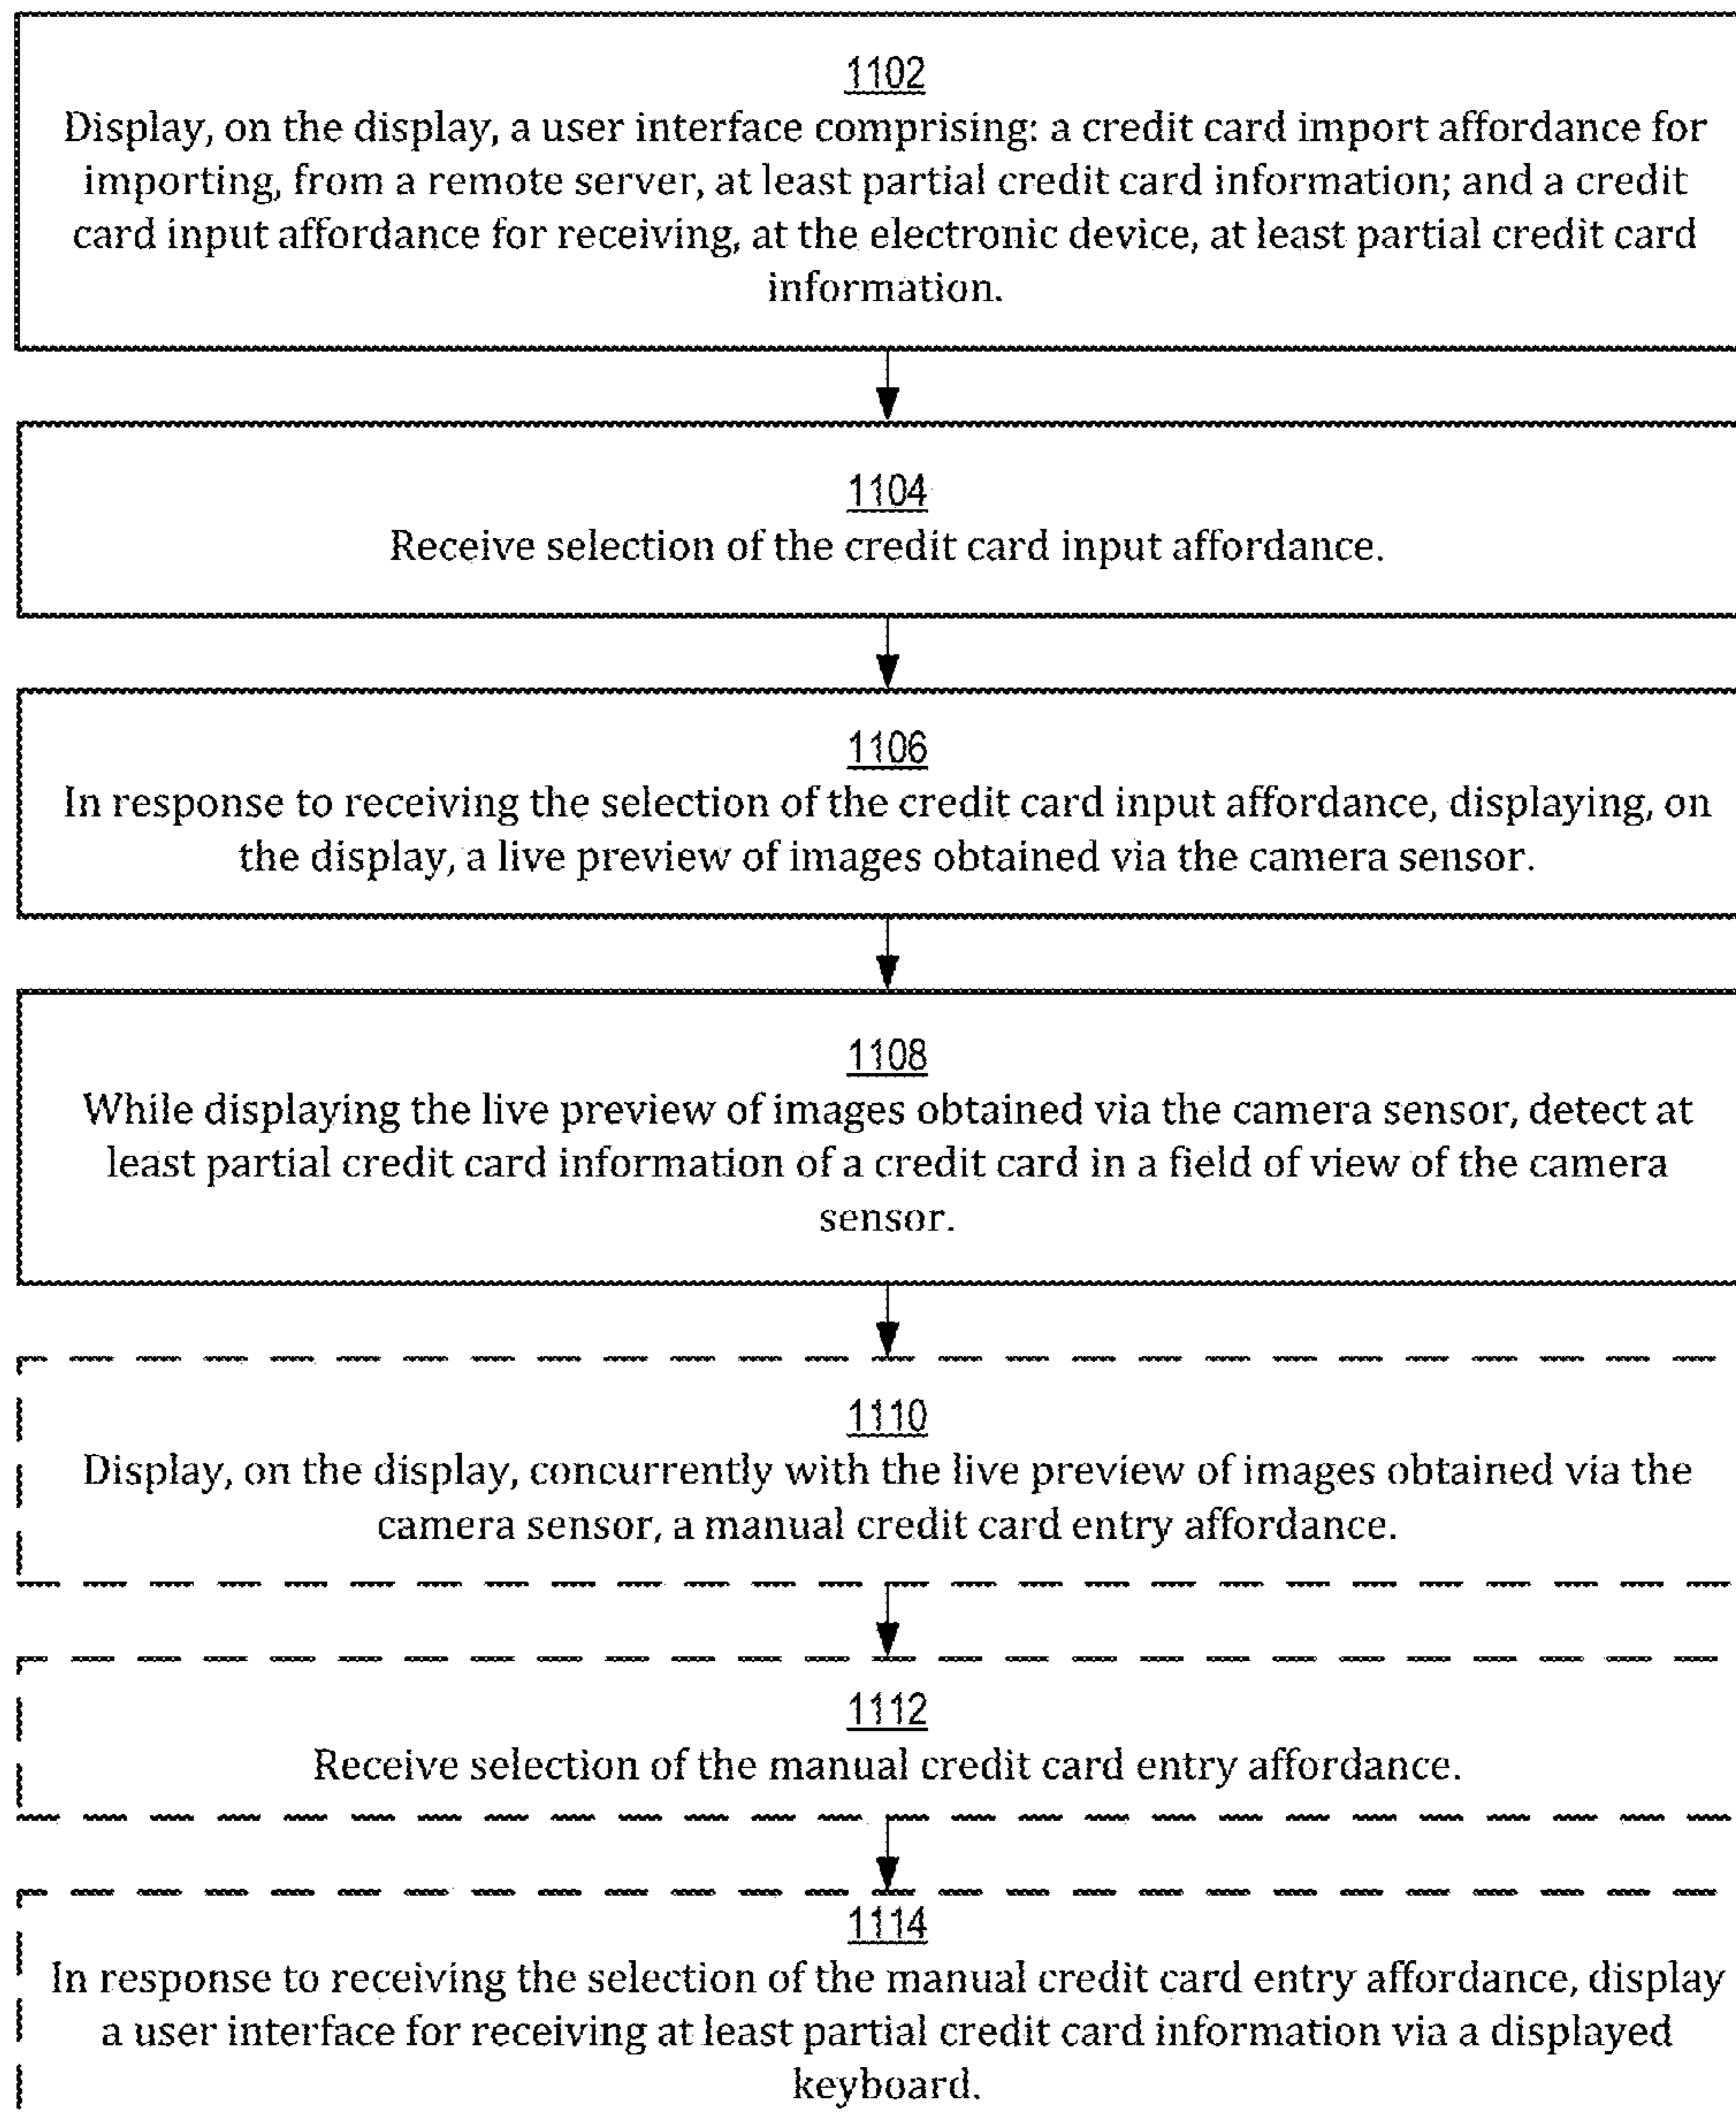 1102
Display, on the display, a user interface comprising: a credit card import affordance for
importing, from a remote server, at least partial credit card information; and a credit
card input affordance for receiving, at the electronic device, at least partial credit card
information.
1104
Receive selection of the credit card input affordance.
1106
In response to receiving the selection of the credit card input affordance, displaying, on
the display, a live preview of images obtained via the camera sensor.
1108
While displaying the live preview of images obtained via the camera sensor, detect at
least partial credit card information of a credit card in a field of view of the camera
sensor.
1110
Display, on the display, concurrently with the live preview of images obtained via the
camera sensor, a manual credit card entry affordance.
1112
Receive selection of the manual credit card entry affordance.
1114
In response to receiving the selection of the manual credit card entry affordance, display
a user interface for receiving at least partial credit card information via a displayed
keyboard.